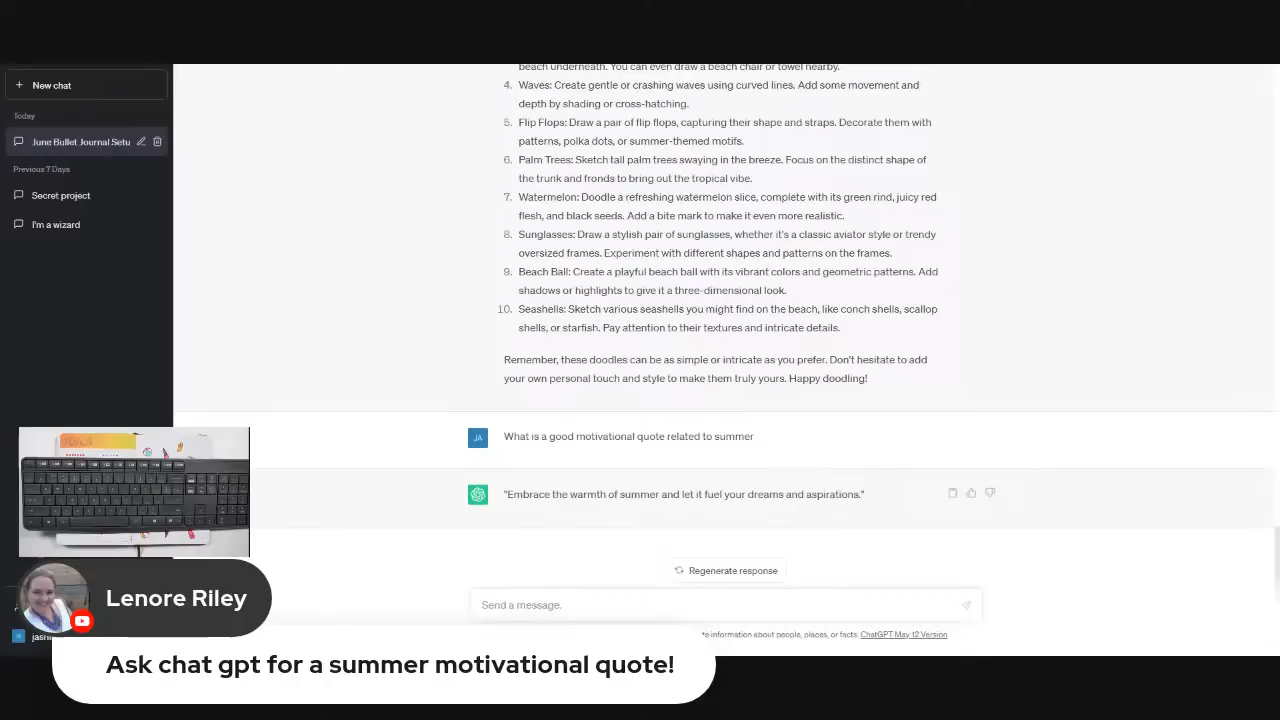 beach underneath. You can even draw a beach chair or towel nearby.
New chat
4. Waves: Create gentle or crashing waves using curved lines. Add some movement and
depth by shading or cross-hatching.
Today
5. Flip Flops: Draw a pair of flip flops, capturing their shape and straps. Decorate them with
patterns, polka dots, or summer-themed motifs.
June Bullet Journal Setu
Previous 7 Days
6. Palm Trees: Sketch tall palm trees swaying in the breeze. Focus on the distinct shape of
the trunk and fronds to bring out the tropical vibe.
Secret project
7. Watermelon: Doodle a refreshing watermelon slice, complete with its green rind, juicy red
flesh, and black seeds. Add a bite mark to make it even more realistic.
I'm a wizard
8. Sunglasses: Draw a stylish pair of sunglasses, whether it's a classic aviator style or trendy
oversized frames. Experiment with different shapes and patterns on the frames.
9. Beach Ball: Create a playful beach ball with its vibrant colors and geometric patterns. Add
shadows or highlights to give it a three-dimensional look.
10. Seashells: Sketch various seashells you might find on the beach, like conch shells, scallop
shells, or starfish. Pay attention to their textures and intricate details.
Remember, these doodles can be as simple or intricate as you prefer. Don't hesitate to add
your own personal touch and style to make them truly yours. Happy doodling!
JA What is a good motivational quote related to summer
"Embrace the warmth of summer and let it fuel your dreams and aspirations."
Regenerate response
Send a message.
information about people, places, or facts. ChatGPT May 12 Version
Lenore Riley
Ask chat gpt for a summer motivational quote!